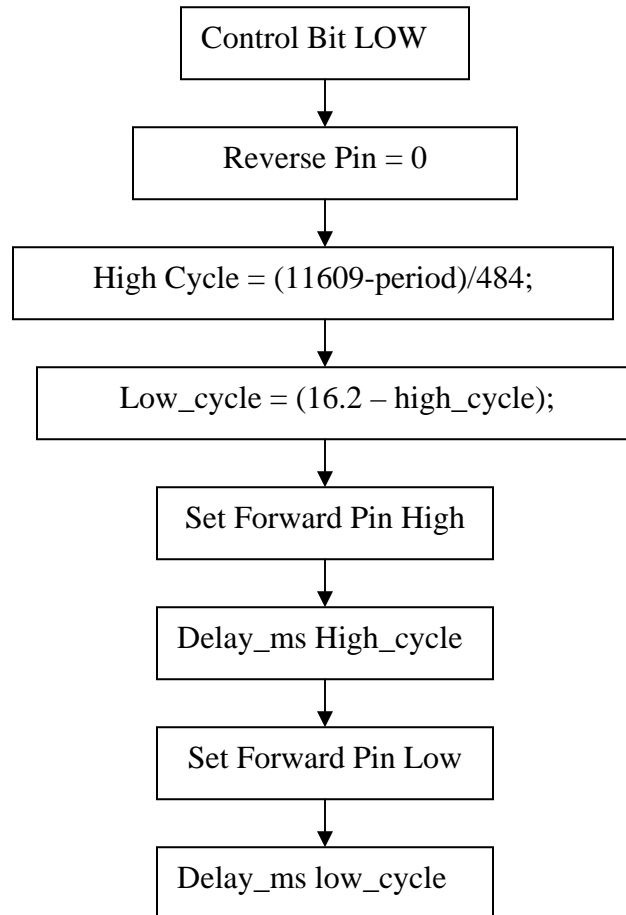 Control Bit LOW
Reverse Pin = 0
High Cycle = (11609-period)/484;
Low_cycle = (16.2 – high_cycle);
Set Forward Pin High
Delay_ms High_cycle
Set Forward Pin Low
Delay_ms low_cycle